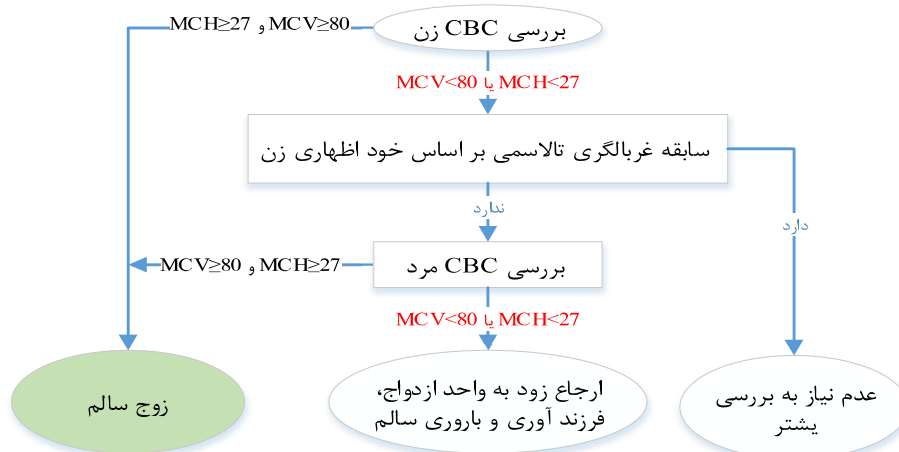 بررسی CBC زن
MCV≥80 و MCH≥27
MCV<80 یا MCH<27
سابقه غربالگری تالاسمی بر اساس خود اظهاری زن
ندارد
دارد
بررسی CBC مرد
MCV≥80 و MCH≥27
MCV<80 یا MCH<27
زوج سالم
ارجاع زود به واحد ازدواج،
فرزند آوری و باروری سالم
عدم نیاز به بررسی
یشتر